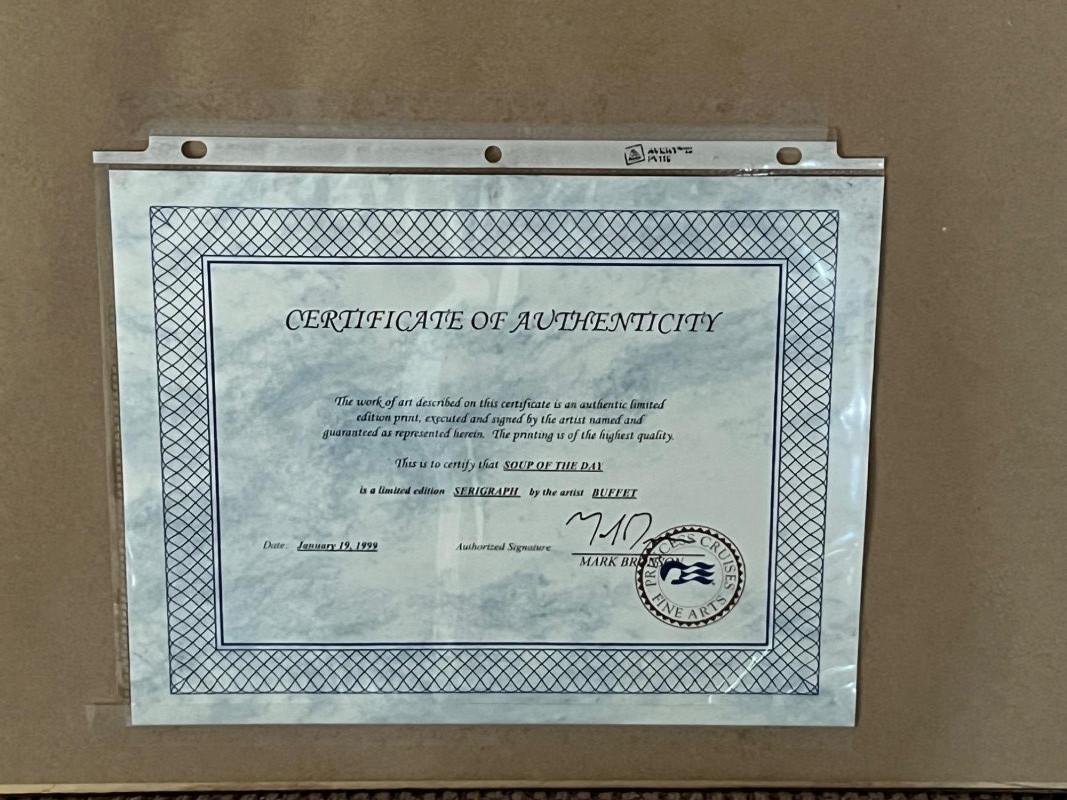 CERTIFICATE OF AUTHENTICITY
The work of art described on this certificate is an authentic limited
edition print, executed and signed by the artist named and
guaranteed as represented herein. The printing is of the highest quality.
This is to certify that SOUP OF THE DAY
is a limited edition SERIGRAPH by the artist BUFFET
Date: January 19, 1999 Authorized Signature
MARK
PRINCESS CRUISES
FINE ARTS